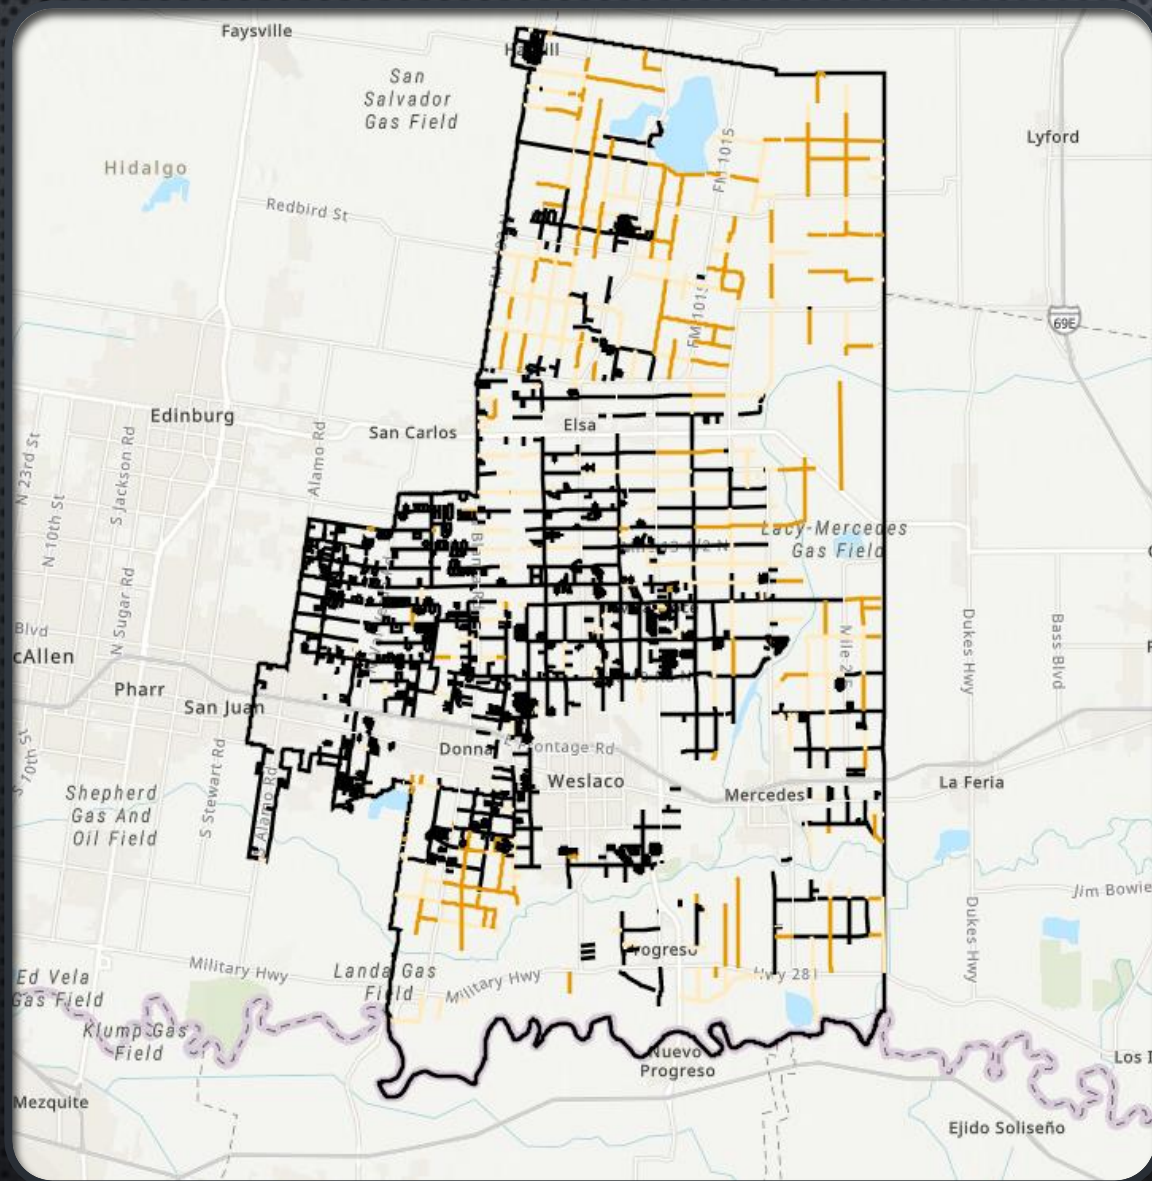 Faysville
San
Salvador
Gas Field
Lyford
Hidalgo
FM 1015
Redbird St
FM 1015
69E
Edinburg
San Carlos
Elsa
Alamo Rd
N 23rd St
S Jackson Rd
N 10th St
Lacy-Mercedes
Gas Field
N Sugar Rd
Blvd
cAllen
Dukes Hwy
Bass Blvd
Pharr
San Juan
Donna
E Frontage Rd
S 10th St
S Stewart Rd
Weslaco
Mercedes
La Feria
Shepherd
Gas And
Oil Field
Alamo Rd
Jim Bowie
Dukes Hwy
Progreso
Military Hwy
Landa Gas
Field
Military Hwy
Hwy 281
Ed Vela
Gas Field
Klump Gas
Field
Nuevo
Progreso
Los I
Mezquite
Ejido Soliseño